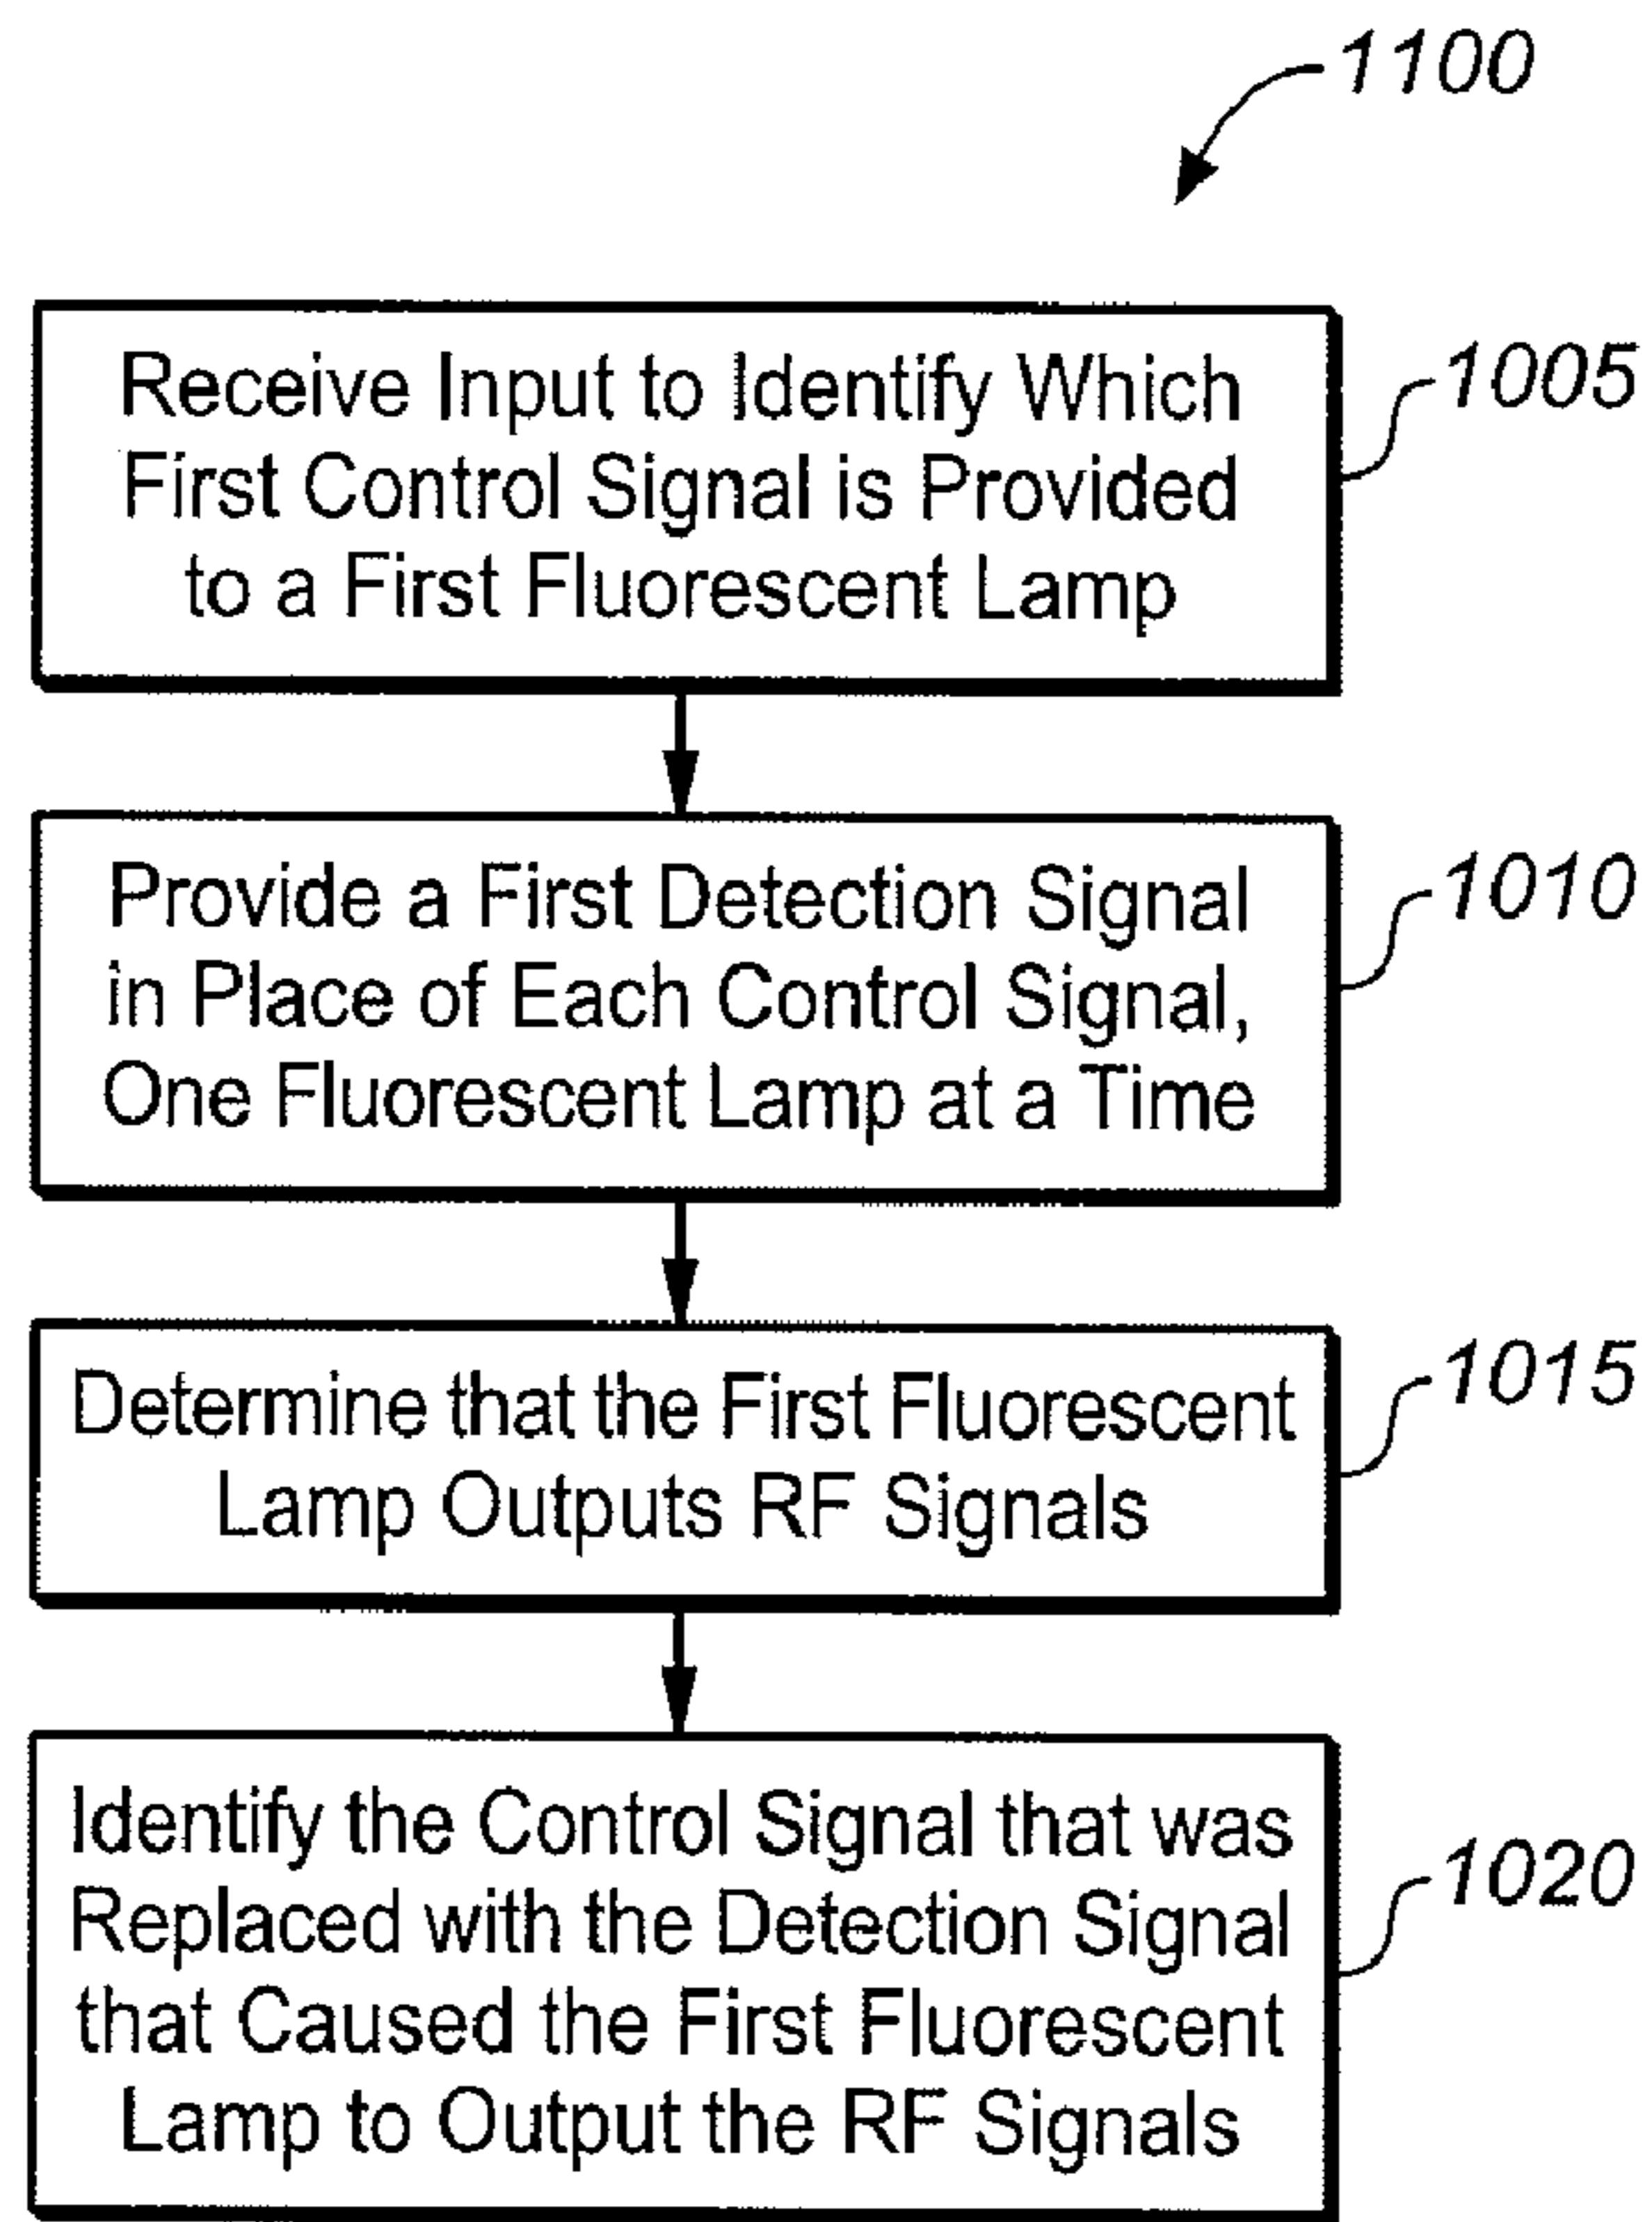 1100
Receive Input to Identify Which
First Control Signal is Provided
to a First Fluorescent Lamp
1005
Provide a First Detection Signal
in Place of Each Control Signal,
One Fluorescent Lamp at a Time
1010
Determine that the First Fluorescent
Lamp Outputs RF Signals
1015
Identify the Control Signal that was
Replaced with the Detection Signal
that Caused the First Fluorescent
Lamp to Output the RF Signals
1020